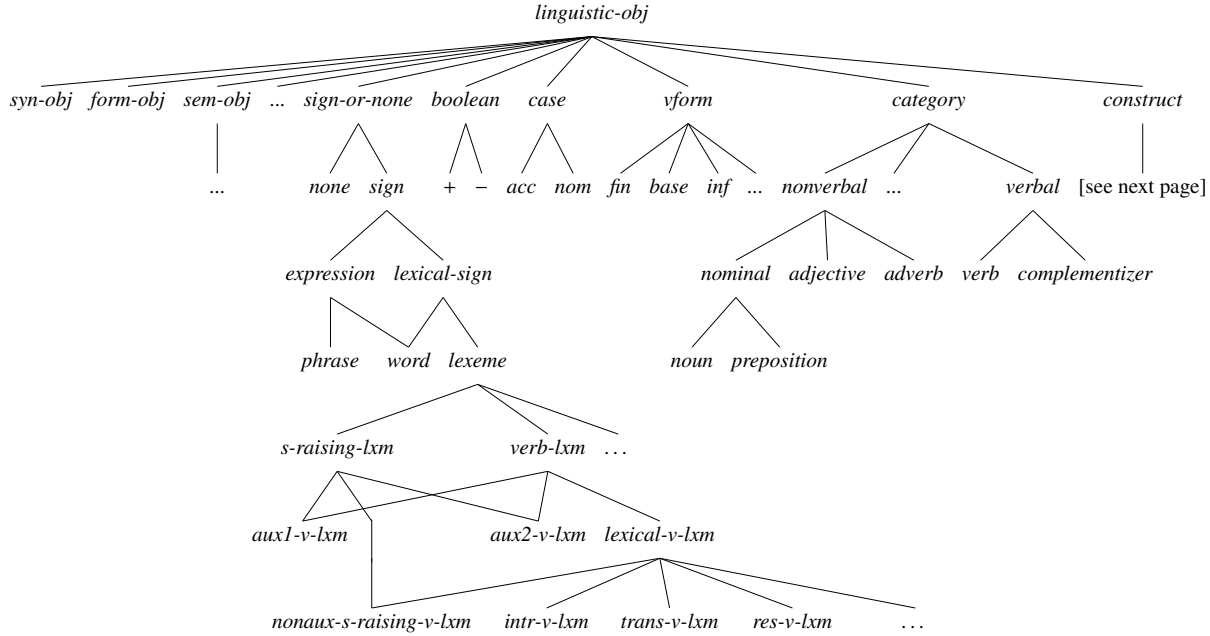 linguistic-obj
syn-obj form-obj sem-obj ... sign-or-none boolean case vform category construct
... none sign + − acc nom fin base inf ... nonverbal ... verbal [see next page]
expression lexical-sign nominal adjective adverb verb complementizer
phrase word lexeme noun preposition
s-raising-lxm verb-lxm ...
aux1-v-lxm aux2-v-lxm lexical-v-lxm
nonaux-s-raising-v-lxm intr-v-lxm trans-v-lxm res-v-lxm ...